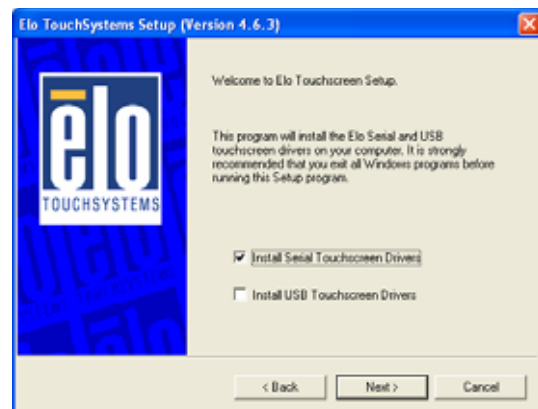 Elo TouchSystems Setup (Version 4.6.3)
ēlo
TOUCHSYSTEMS
Welcome to Elo Touchscreen Setup.
This program will install the Elo Serial and USB
touchscreen drivers on your computer. It is strongly
recommended that you exit all Windows programs before
running this Setup program.
Install Serial Touchscreen Drivers
Install USB Touchscreen Drivers
< Back
Next >
Cancel